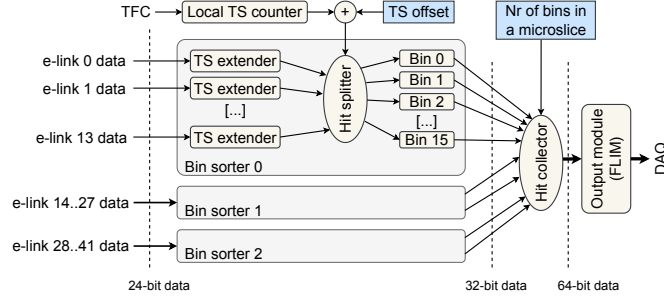 TFC
Local TS counter
+
TS offset
Nr of bins in
a microslice
e-link 0 data
TS extender
Bin 0
e-link 1 data
TS extender
Bin 1
[...]
Hit splitter
Bin 2
[...]
e-link 13 data
TS extender
Bin 15
Bin sorter 0
Hit collector
Output module
(FLIM)
DAQ
e-link 14..27 data
Bin sorter 1
e-link 28..41 data
Bin sorter 2
24-bit data
32-bit data
64-bit data